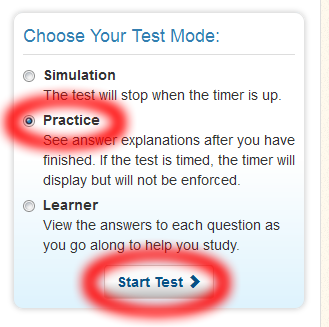 Choose Your Test Mode:
Simulation
The test will stop when the timer is up.
Practice
See answer explanations after you have
finished. If the test is timed, the timer will
display but will not be enforced.
Learner
View the answers to each question as
you go along to help you study.
Start Test